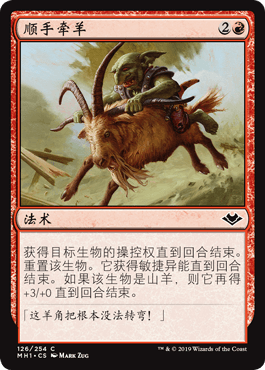 顺手牵羊 2
法术
获得目标生物的操控权直到回合结束。
重置该生物。它获得敏捷异能直到回合
结束。如果该生物是山羊，则它再得
+3/+0 直到回合结束。
「这羊角把根本没法转弯！」
126/254 C
MH1 • CS MARK ZUG
™ & © 2019 Wizards of the Coast